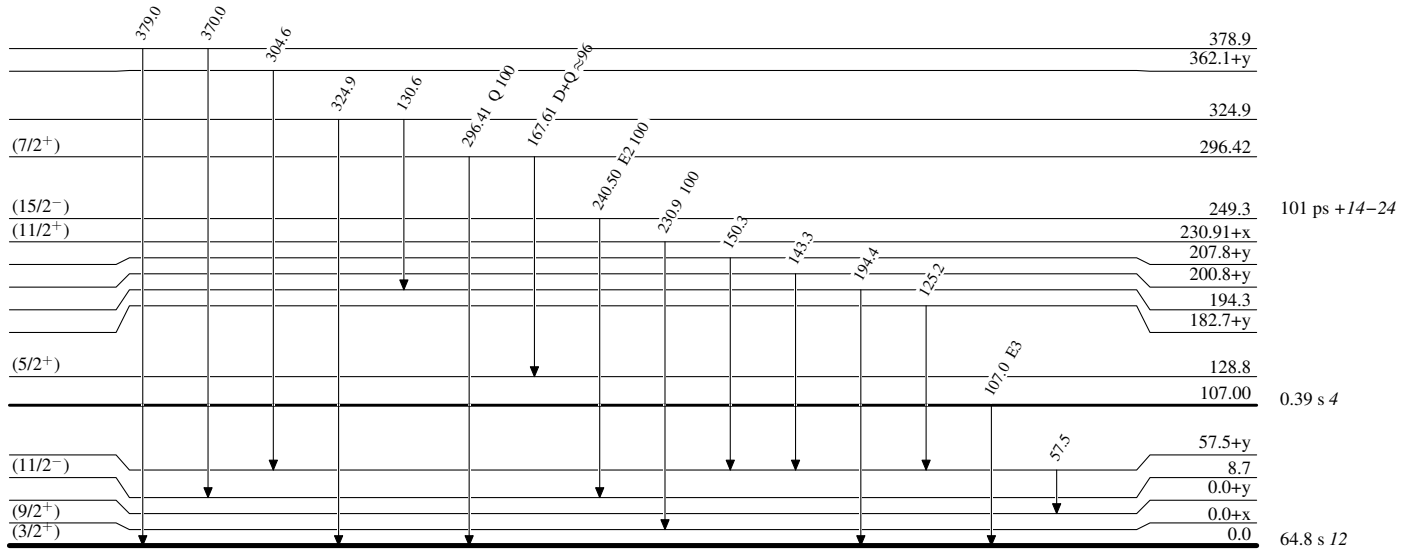 379.0
370.0
304.6
324.9
130.6
296.41 Q 100
167.61 D+Q ≈96
240.50 E2 100
230.9 100
150.3
143.3
194.4
125.2
107.0 E3
57.5
378.9
362.1+y
324.9
(7/2⁺) 296.42
(15/2⁻) 249.3 101 ps +14−24
(11/2⁺) 230.91+x
207.8+y
200.8+y
194.3
182.7+y
(5/2⁺) 128.8
107.00 0.39 s 4
57.5+y
(11/2⁻) 8.7
0.0+y
(9/2⁺) 0.0+x
(3/2⁺) 0.0 64.8 s 12